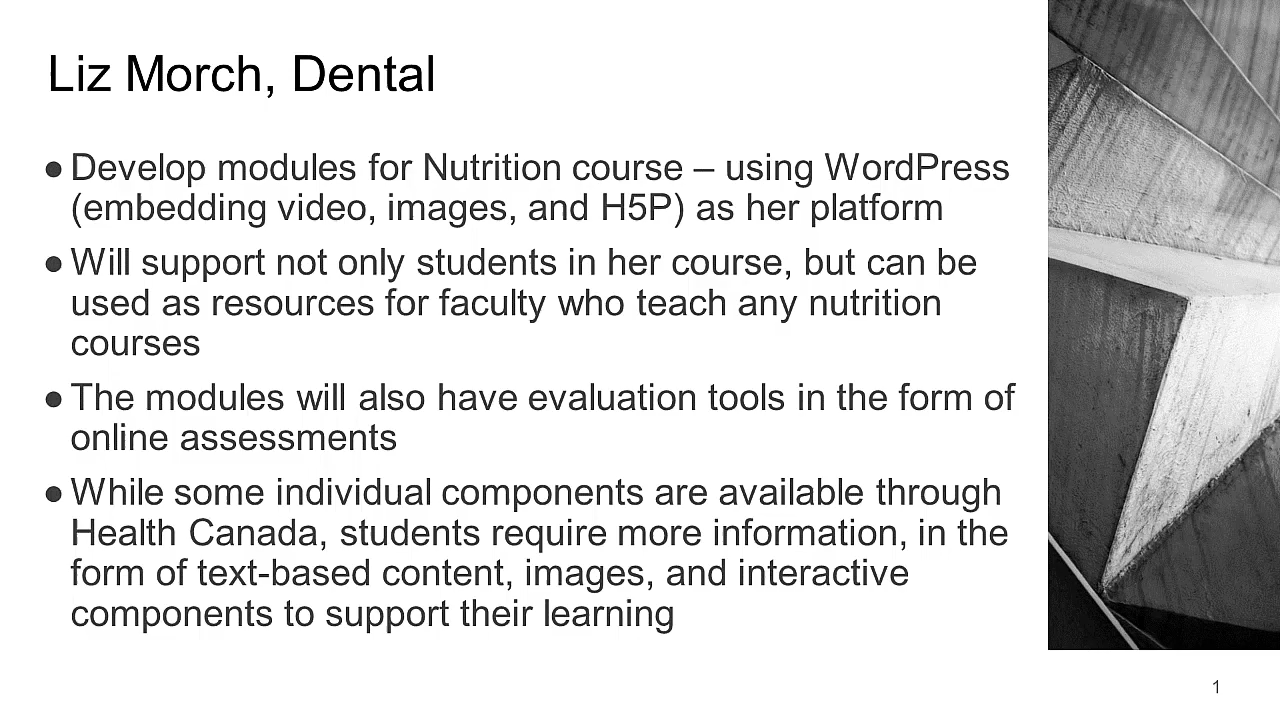 Liz Morch, Dental
● Develop modules for Nutrition course – using WordPress
(embedding video, images, and H5P) as her platform
● Will support not only students in her course, but can be
used as resources for faculty who teach any nutrition
courses
● The modules will also have evaluation tools in the form of
online assessments
● While some individual components are available through
Health Canada, students require more information, in the
form of text-based content, images, and interactive
components to support their learning
1